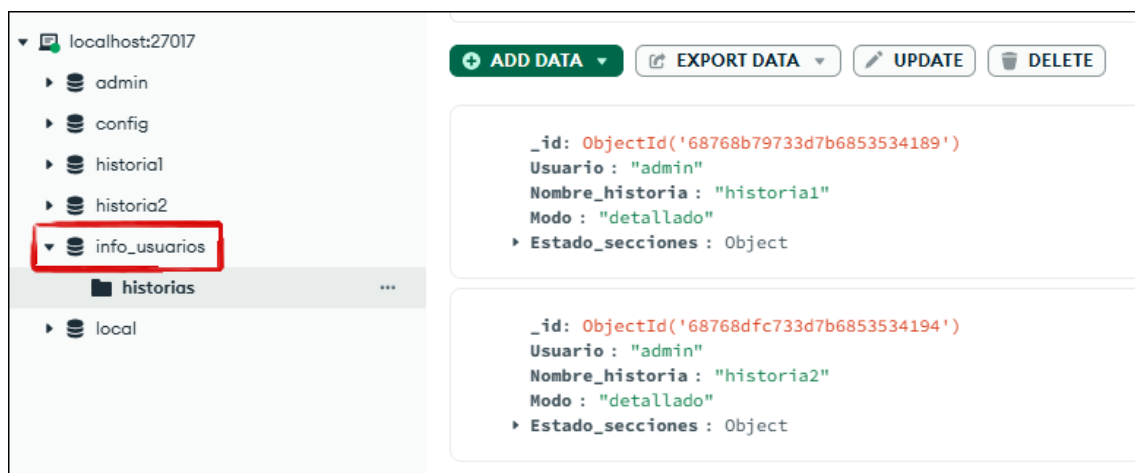 localhost:27017
admin
config
historia1
historia2
info_usuarios
historias
local
ADD DATA
EXPORT DATA
UPDATE
DELETE
_id: ObjectId('68768b79733d7b6853534189')
Usuario : "admin"
Nombre_historia : "historia1"
Modo : "detallado"
Estado_secciones : Object
_id: ObjectId('68768dfc733d7b6853534194')
Usuario : "admin"
Nombre_historia : "historia2"
Modo : "detallado"
Estado_secciones : Object